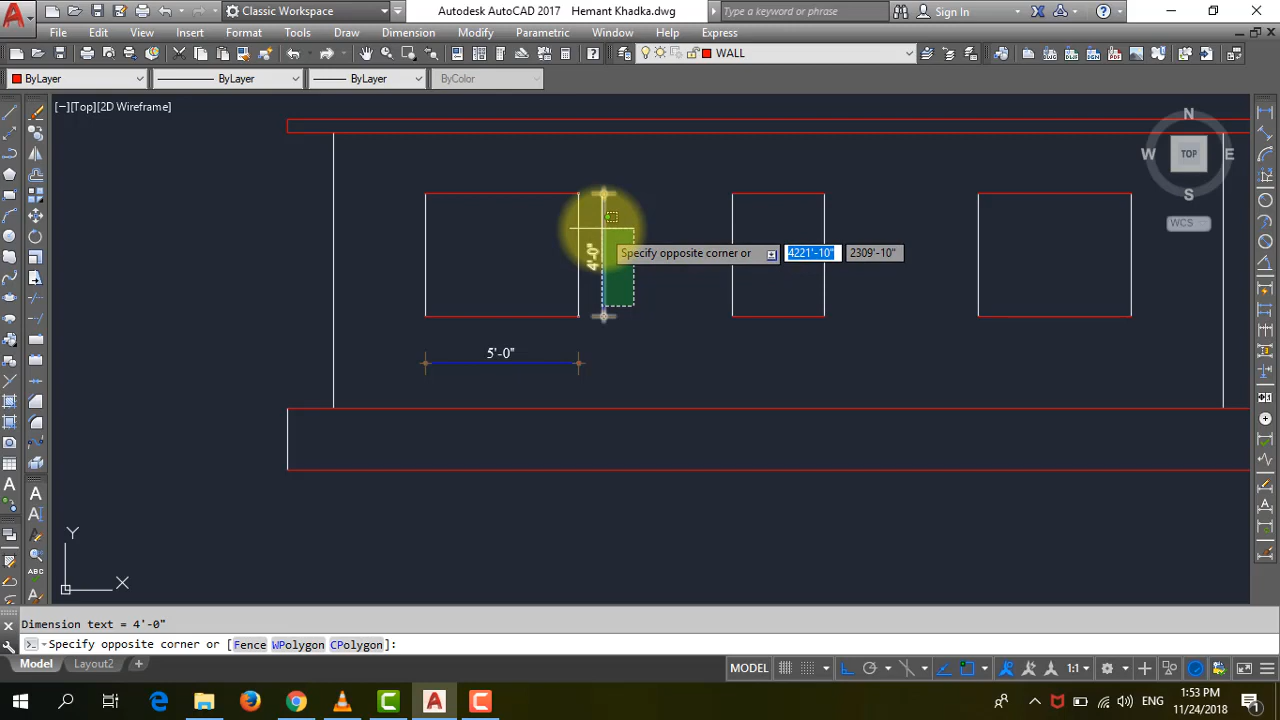 Classic Workspace
Autodesk AutoCAD 2017 Hemant Khadka.dwg
Type a keyword or phrase
Sign In
File Edit View Insert Format Tools Draw Dimension Modify Parametric Window Help Express
WALL
ByLayer
ByLayer
ByLayer
ByColor
[−][Top][2D Wireframe]
N
W TOP E
S
WCS
4'-0"
Specify opposite corner or 4221'-10" 2309'-10"
5'-0"
Y
X
ABC
Dimension text = 4'-0"
Specify opposite corner or [Fence WPolygon CPolygon]:
Model Layout2 +
MODEL
1:1
ENG
1:53 PM
11/24/2018